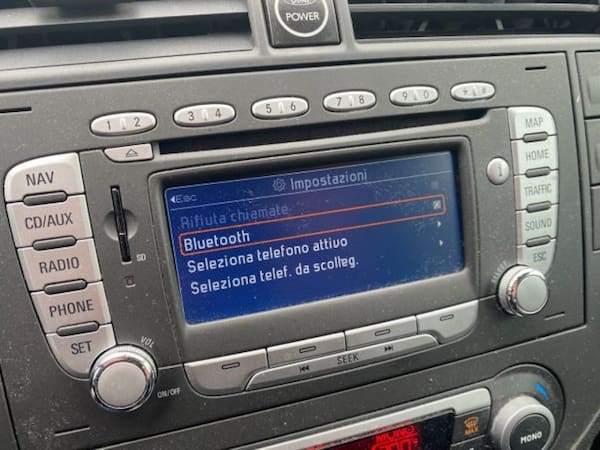 POWER
1 2
3 4
5 6
7 8
9 0
* #
MAP
NAV
HOME
CD/AUX
TRAFFIC
i
RADIO
SOUND
PHONE
ESC
SET
SD
◄Esc
Impostazioni
Rifiuta chiamate
Bluetooth
Seleziona telefono attivo
Seleziona telef. da scolleg.
VOL
ON/OFF
SEEK
MONO
MAX
MONO